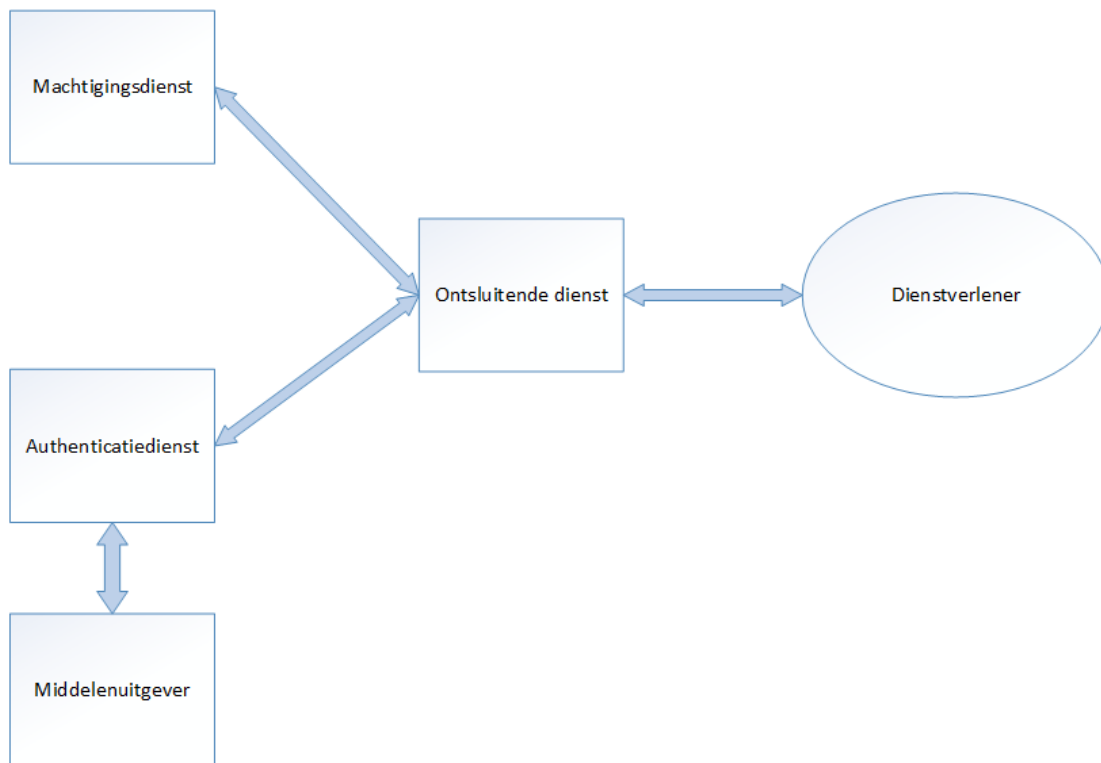 Machtigingsdienst
Ontsluitende dienst
Dienstverlener
Authenticatiedienst
Middelenuitgever